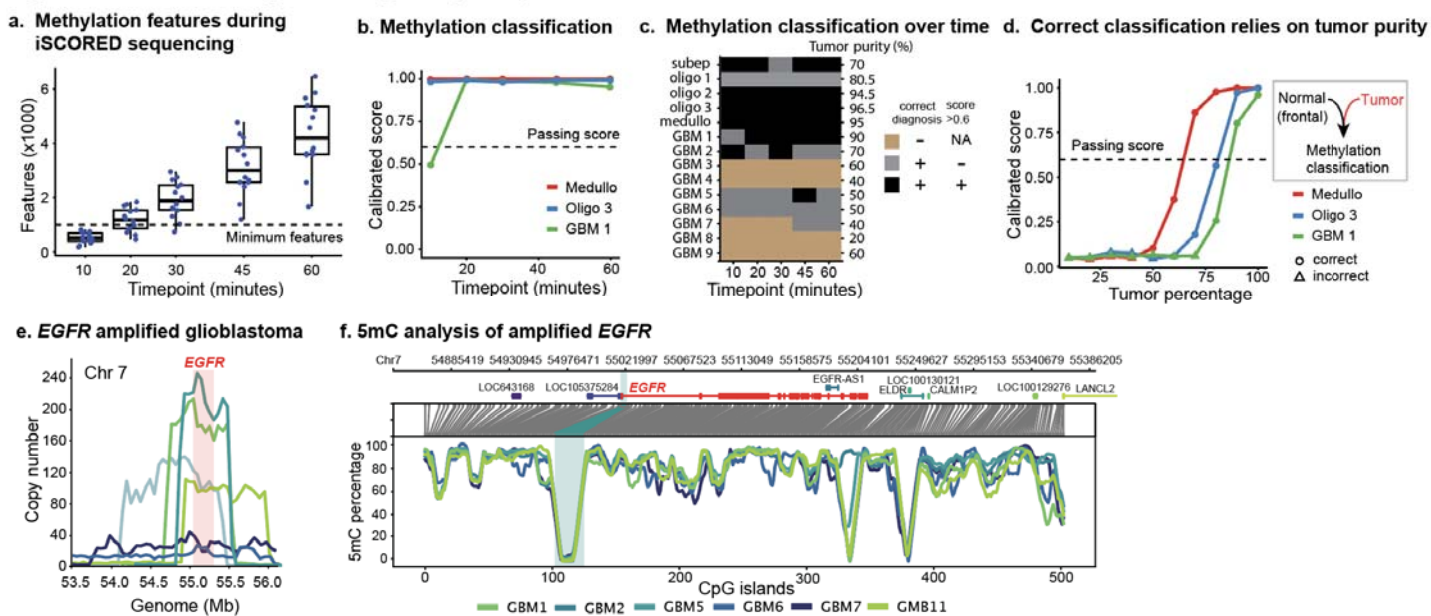 a. Methylation features during
iSCORED sequencing
Features (x1000)
6
4
2
0
Minimum features
10 20 30 45 60
Timepoint (minutes)
b. Methylation classification
Calibrated score
1.00
0.75
0.50
0.25
0.00
Passing score
Medullo
Oligo 3
GBM 1
20 40 60
Timepoint (minutes)
c. Methylation classification over time
Tumor purity (%)
subep 70
oligo 1 80.5
oligo 2 94.5
oligo 3 96.5
medullo 95
GBM 1 90
GBM 2 70
GBM 3 60
GBM 4 40
GBM 5 50
GBM 6 50
GBM 7 40
GBM 8 20
GBM 9 60
10 20 30 45 60
Timepoint (minutes)
correct diagnosis score >0.6
- NA
+ -
+ +
d. Correct classification relies on tumor purity
Calibrated score
1.00
0.75
0.50
0.25
0.00
Passing score
25 50 75 100
Tumor percentage
Normal (frontal)
Tumor
Methylation
classification
Medullo
Oligo 3
GBM 1
correct
incorrect
e. EGFR amplified glioblastoma
EGFR
Chr 7
Copy number
240
200
160
120
80
40
0
53.5 54.0 54.5 55.0 55.5 56.0
Genome (Mb)
f. 5mC analysis of amplified EGFR
Chr7 54885419 54930945 54976471 55021997 55067523 55113049 55158575 55204101 55249627 55295153 55340679 55386205
LOC643168 LOC105375284 EGFR EGFR-AS1 ELDR LOC100130121 CALM1P2 LOC100129276 LANCL2
5mC percentage
100
80
60
40
20
0
0 100 200 300 400 500
CpG islands
GBM1 GBM2 GBM5 GBM6 GBM7 GMB11